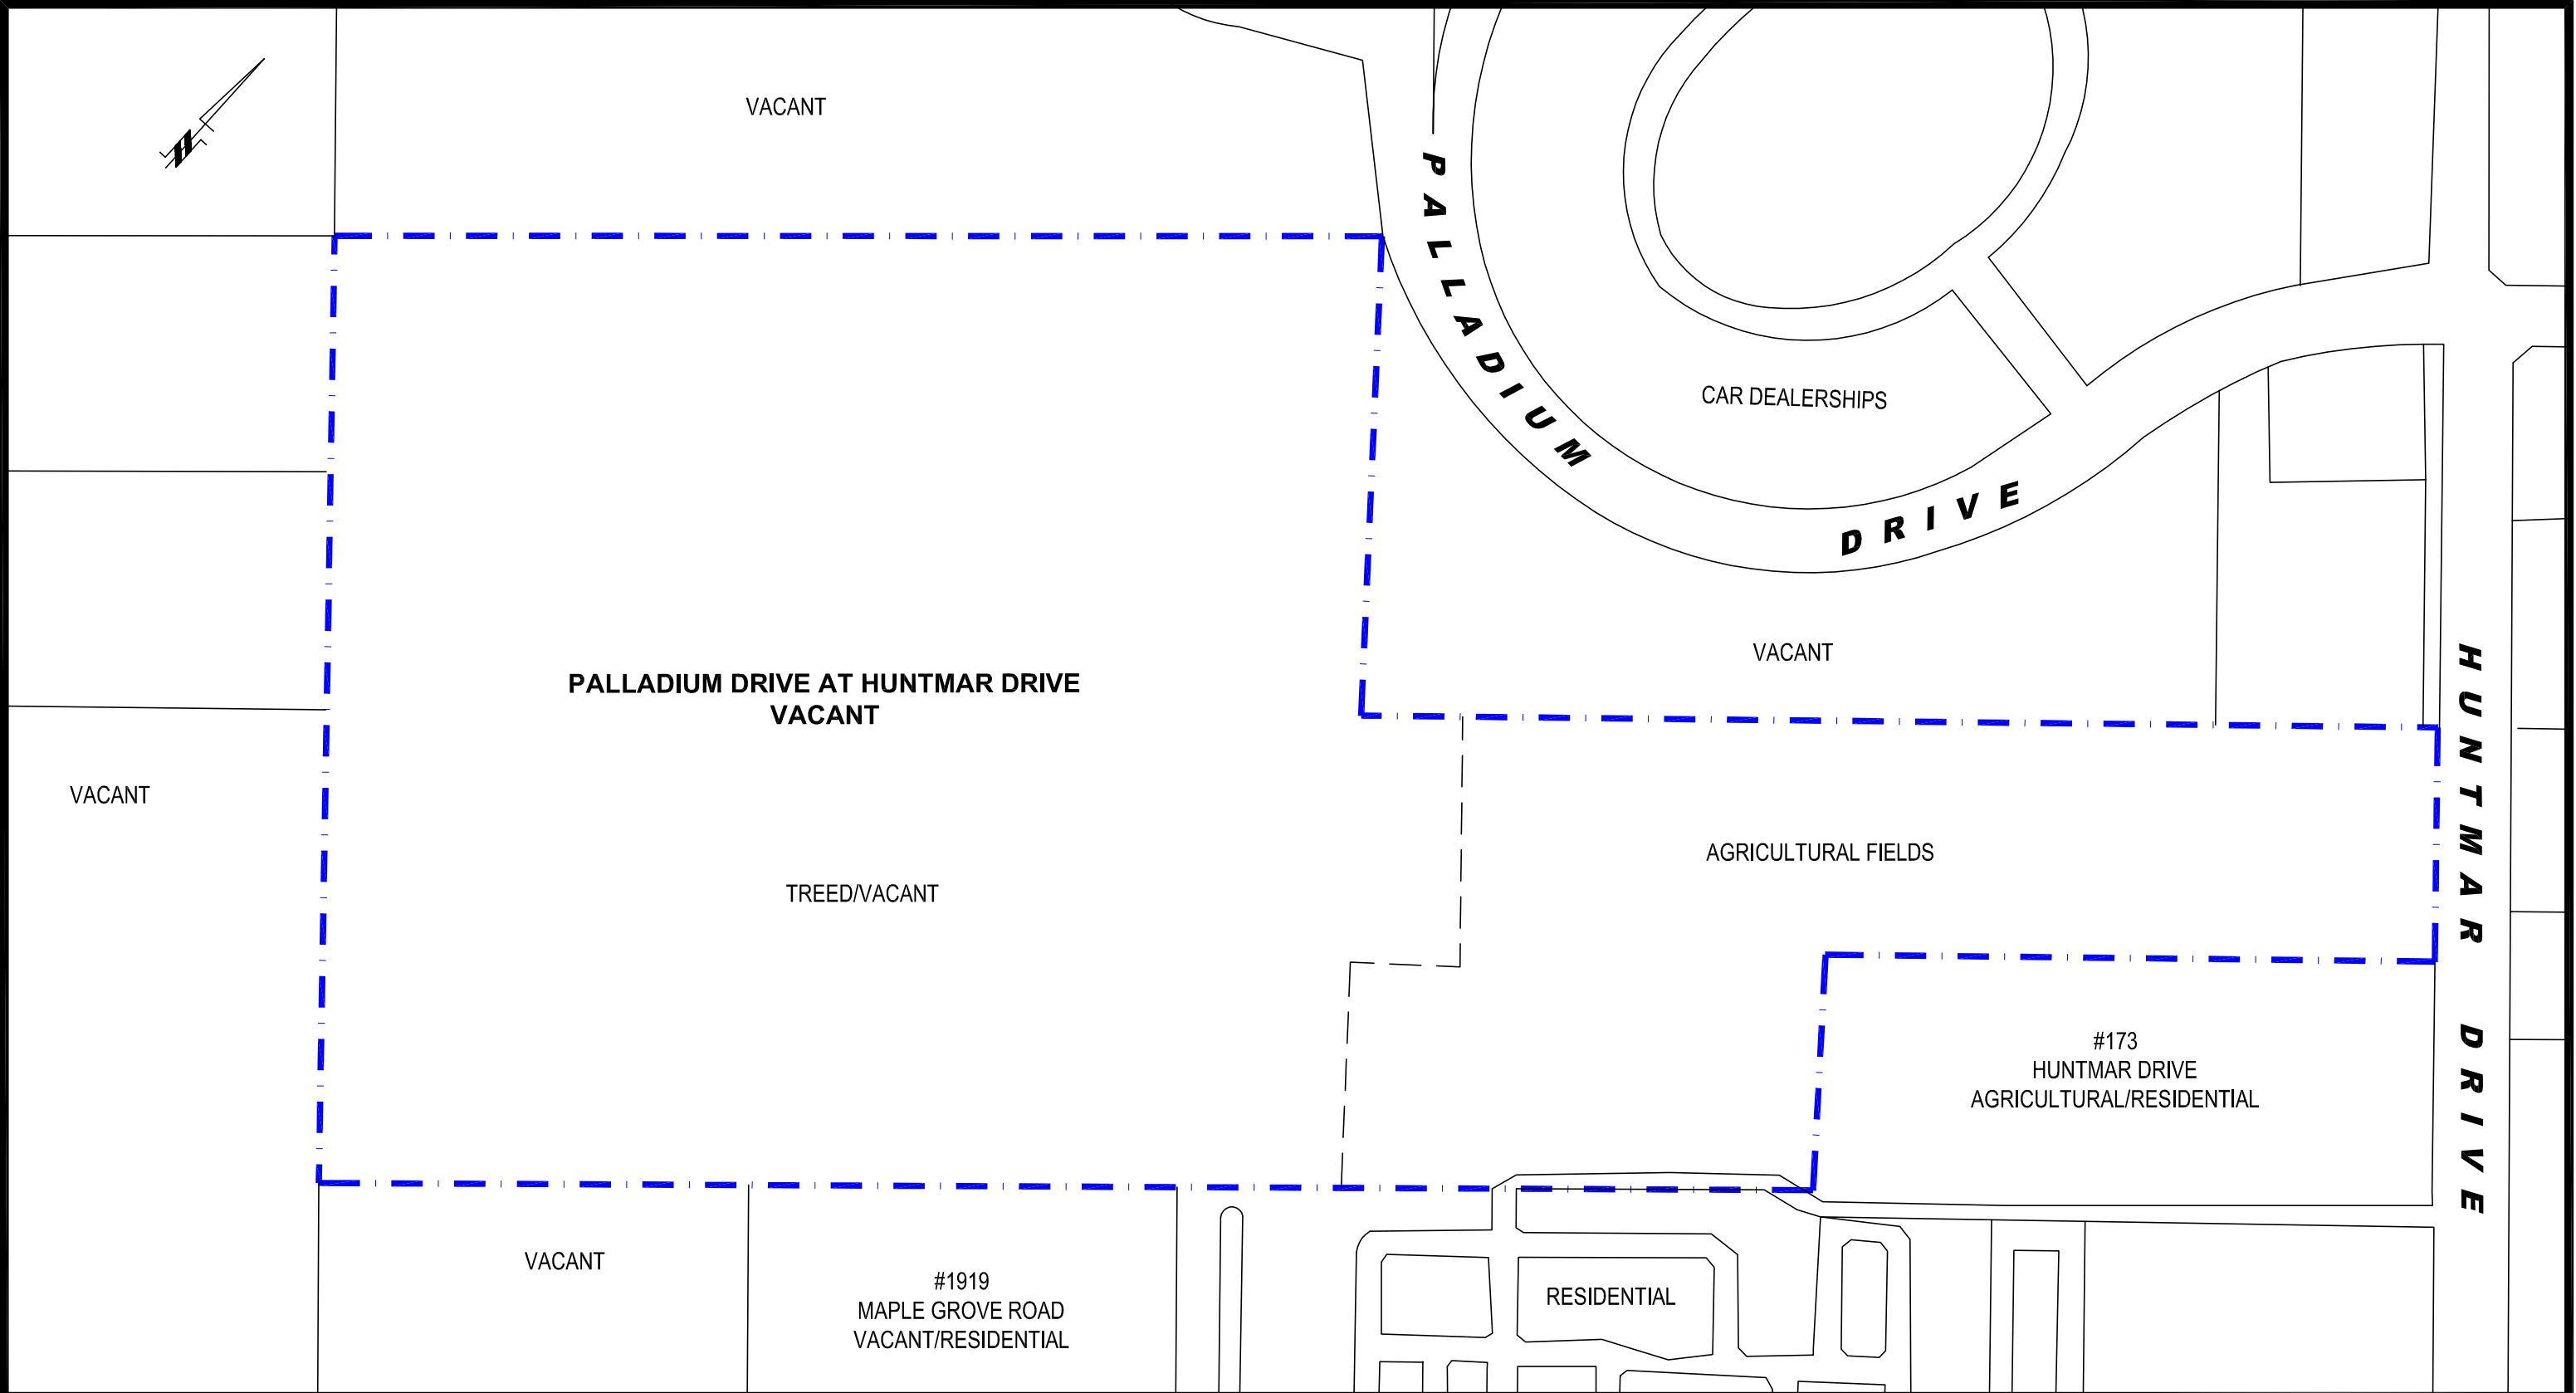 VACANT
PALLADIUM
DRIVE
CAR DEALERSHIPS
VACANT
PALLADIUM DRIVE AT HUNTMAR DRIVE
VACANT
HUNTMAR DRIVE
VACANT
TREED/VACANT
AGRICULTURAL FIELDS
#173
HUNTMAR DRIVE
AGRICULTURAL/RESIDENTIAL
VACANT
#1919
MAPLE GROVE ROAD
VACANT/RESIDENTIAL
RESIDENTIAL